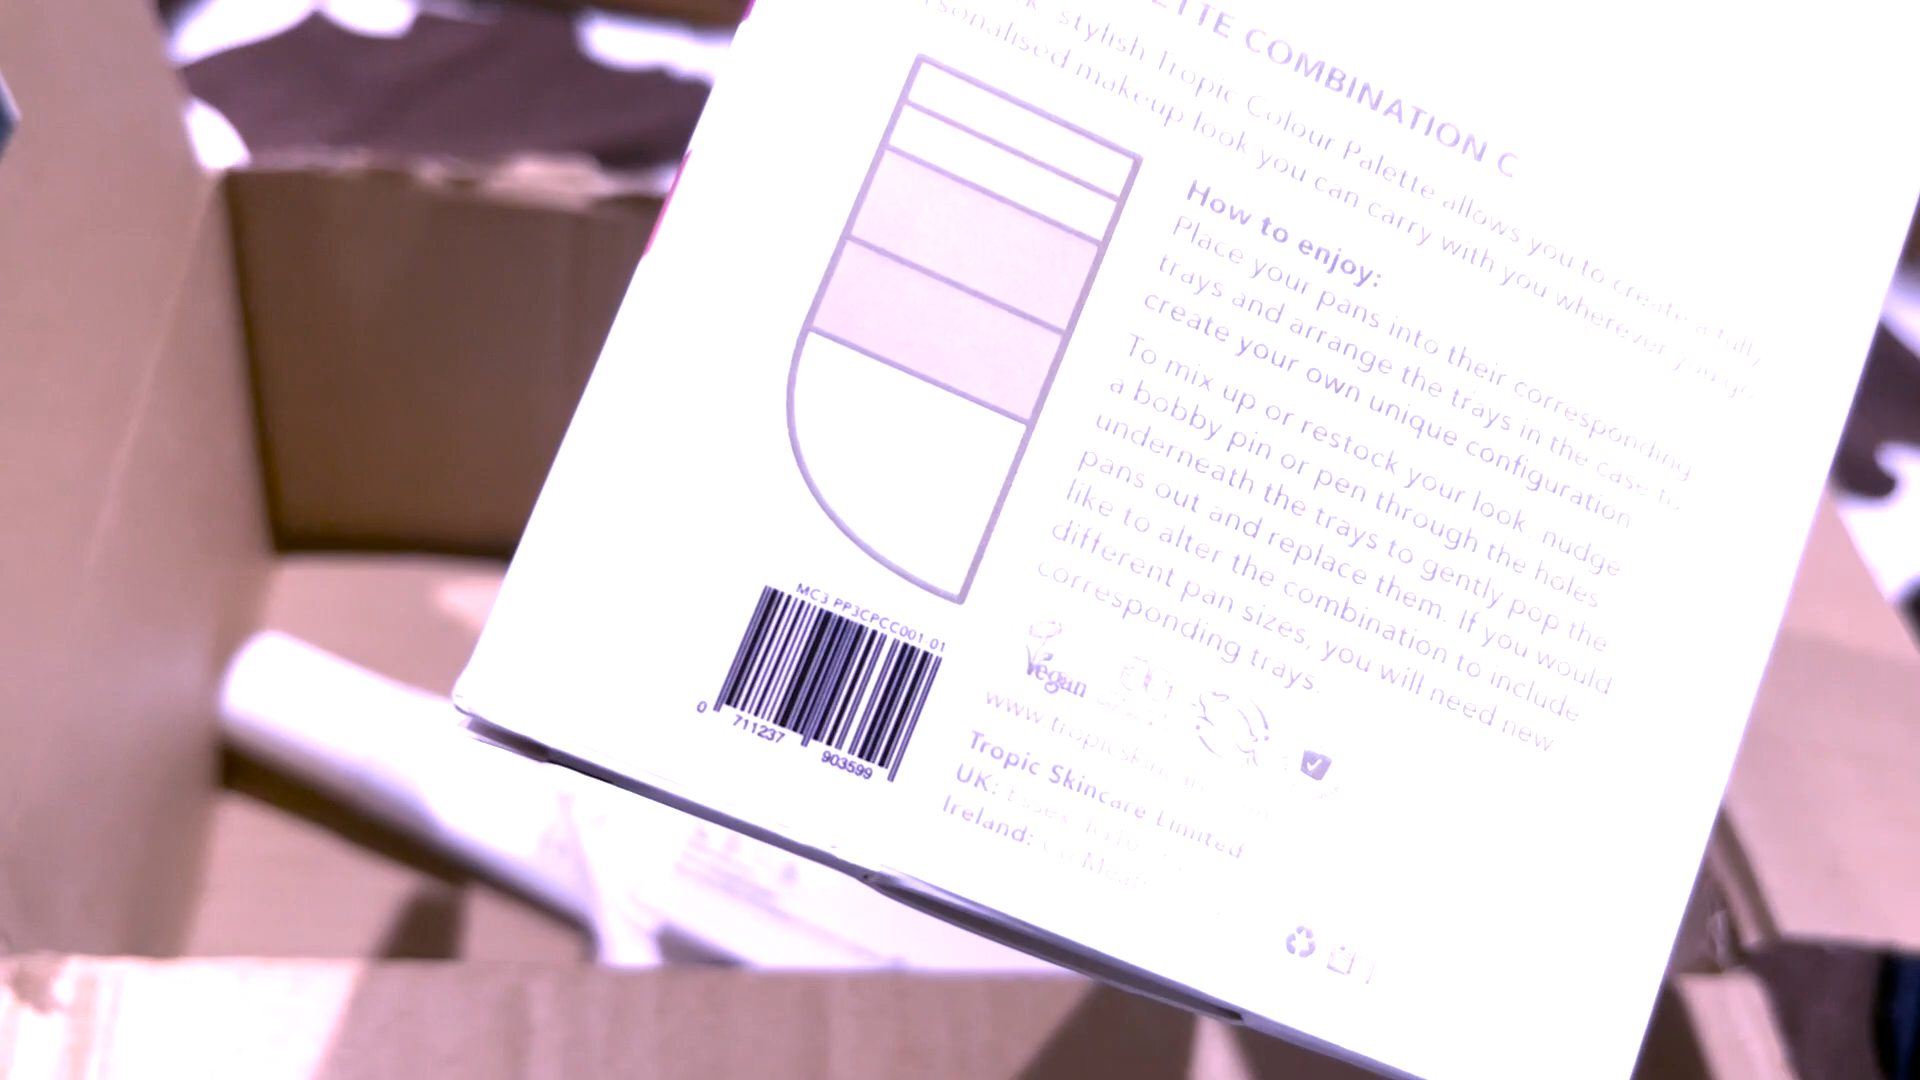 ETTE COMBINATION C
stylish Tropic Colour Palette allows you to create a fully
makeup look you can carry with you wherever you go
How to enjoy:
Place your pans into their corresponding
trays and arrange the trays in the case to
create your own unique configuration
To mix up or restock your look, nudge
a bobby pin or pen through the holes
underneath the trays to gently pop the
pans out and replace them. If you would
like to alter the combination to include
different pan sizes, you will need new
corresponding trays.
MC3 PP3CPCC001-01
0 711237 903599
Vegan
Tropic Skincare Limited
UK:
Ireland: Co Meath